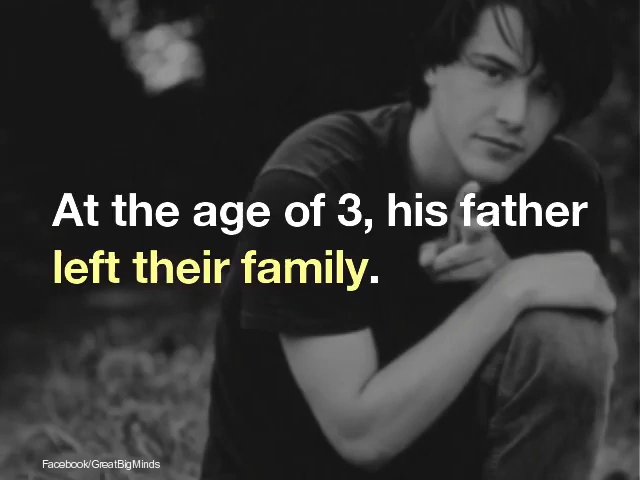 At the age of 3, his father
left their family.
Facebook/GreatBigMinds